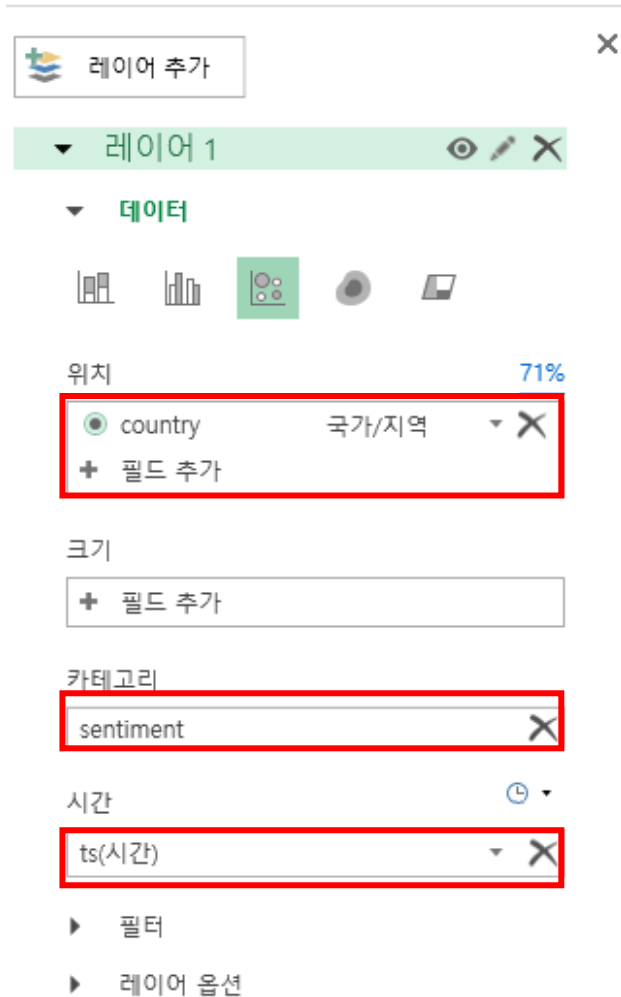 레이어 추가
레이어 1
데이터
위치 71%
country 국가/지역
필드 추가
크기
필드 추가
카테고리
sentiment
시간
ts(시간)
필터
레이어 옵션